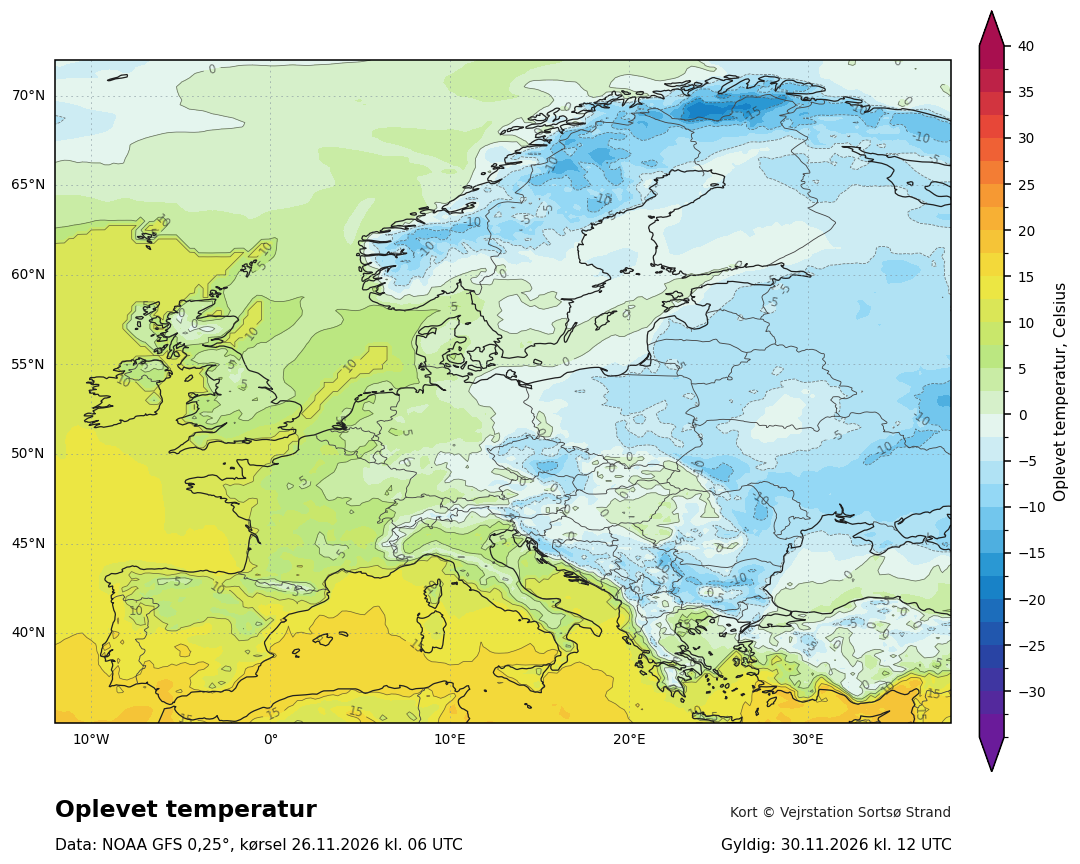 40
35
30
25
20
15
10
5
0
−5
−10
−15
−20
−25
−30
Oplevet temperatur, Celsius
70°N
65°N
60°N
55°N
50°N
45°N
40°N
10°W
0°
10°E
20°E
30°E
Oplevet temperatur
Kort © Vejrstation Sortsø Strand
Data: NOAA GFS 0,25°, kørsel 26.11.2026 kl. 06 UTC
Gyldig: 30.11.2026 kl. 12 UTC